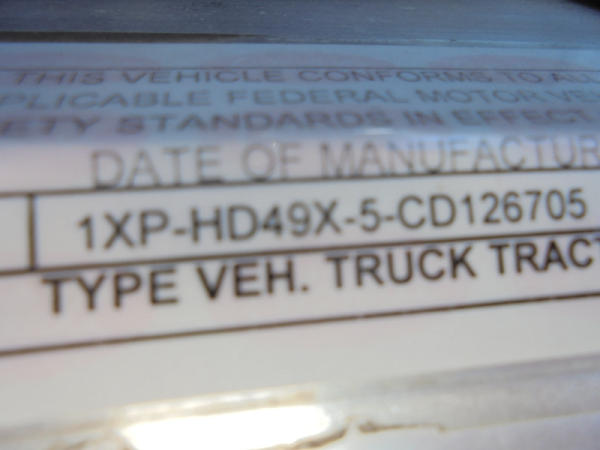 THIS VEHICLE CONFORMS TO ALL
PLICABLE FEDERAL MOTOR VE
ETY STANDARDS IN EFFECT
DATE OF MANUFACTUR
1XP-HD49X-5-CD126705
TYPE VEH. TRUCK TRACT